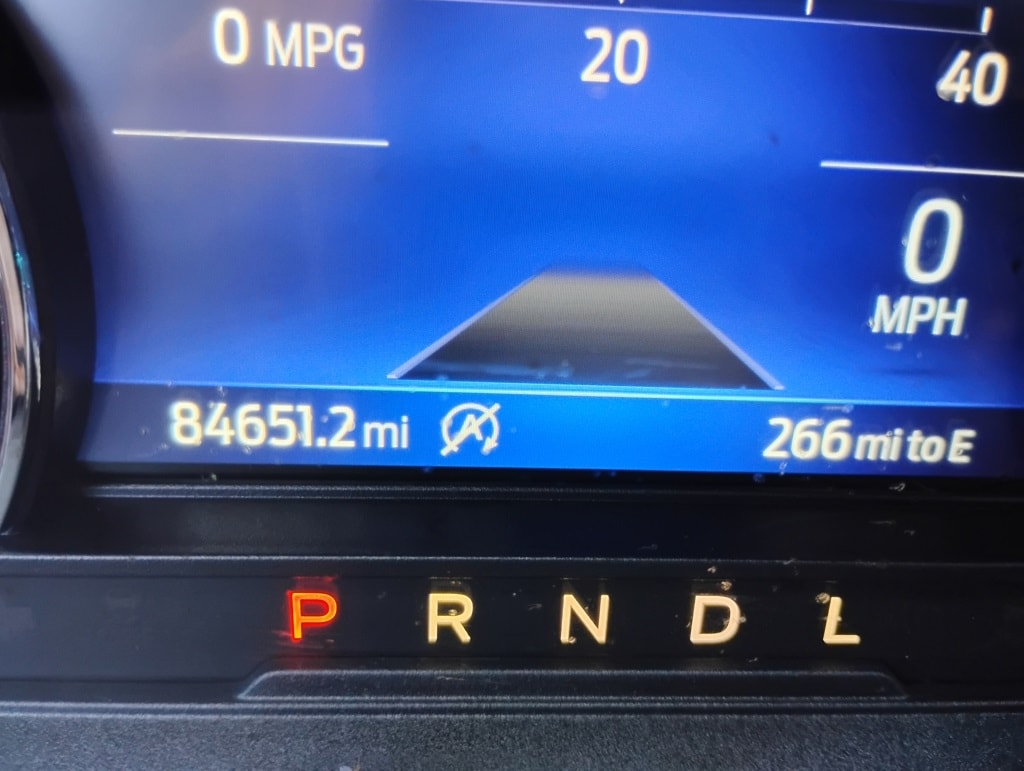 0 MPG
20 40
0
MPH
84651.2 mi A 266 mi to E
P R N D L